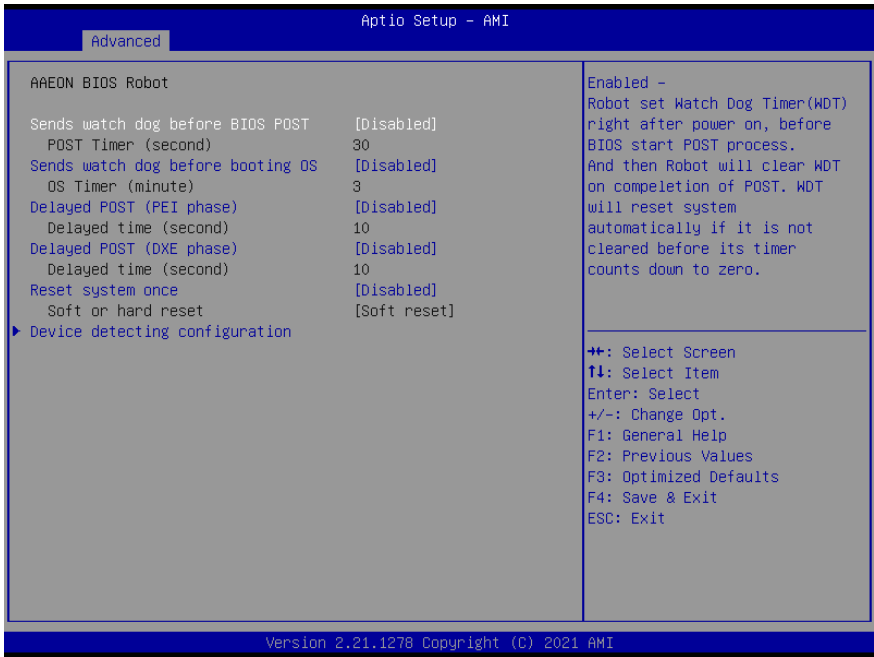 Aptio Setup – AMI
Advanced
AAEON BIOS Robot
Sends watch dog before BIOS POST [Disabled]
POST Timer (second) 30
Sends watch dog before booting OS [Disabled]
OS Timer (minute) 3
Delayed POST (PEI phase) [Disabled]
Delayed time (second) 10
Delayed POST (DXE phase) [Disabled]
Delayed time (second) 10
Reset system once [Disabled]
Soft or hard reset [Soft reset]
Device detecting configuration
Enabled –
Robot set Watch Dog Timer(WDT)
right after power on, before
BIOS start POST process.
And then Robot will clear WDT
on compeletion of POST. WDT
will reset system
automatically if it is not
cleared before its timer
counts down to zero.
→←: Select Screen
↑↓: Select Item
Enter: Select
+/-: Change Opt.
F1: General Help
F2: Previous Values
F3: Optimized Defaults
F4: Save & Exit
ESC: Exit
Version 2.21.1278 Copyright (C) 2021 AMI